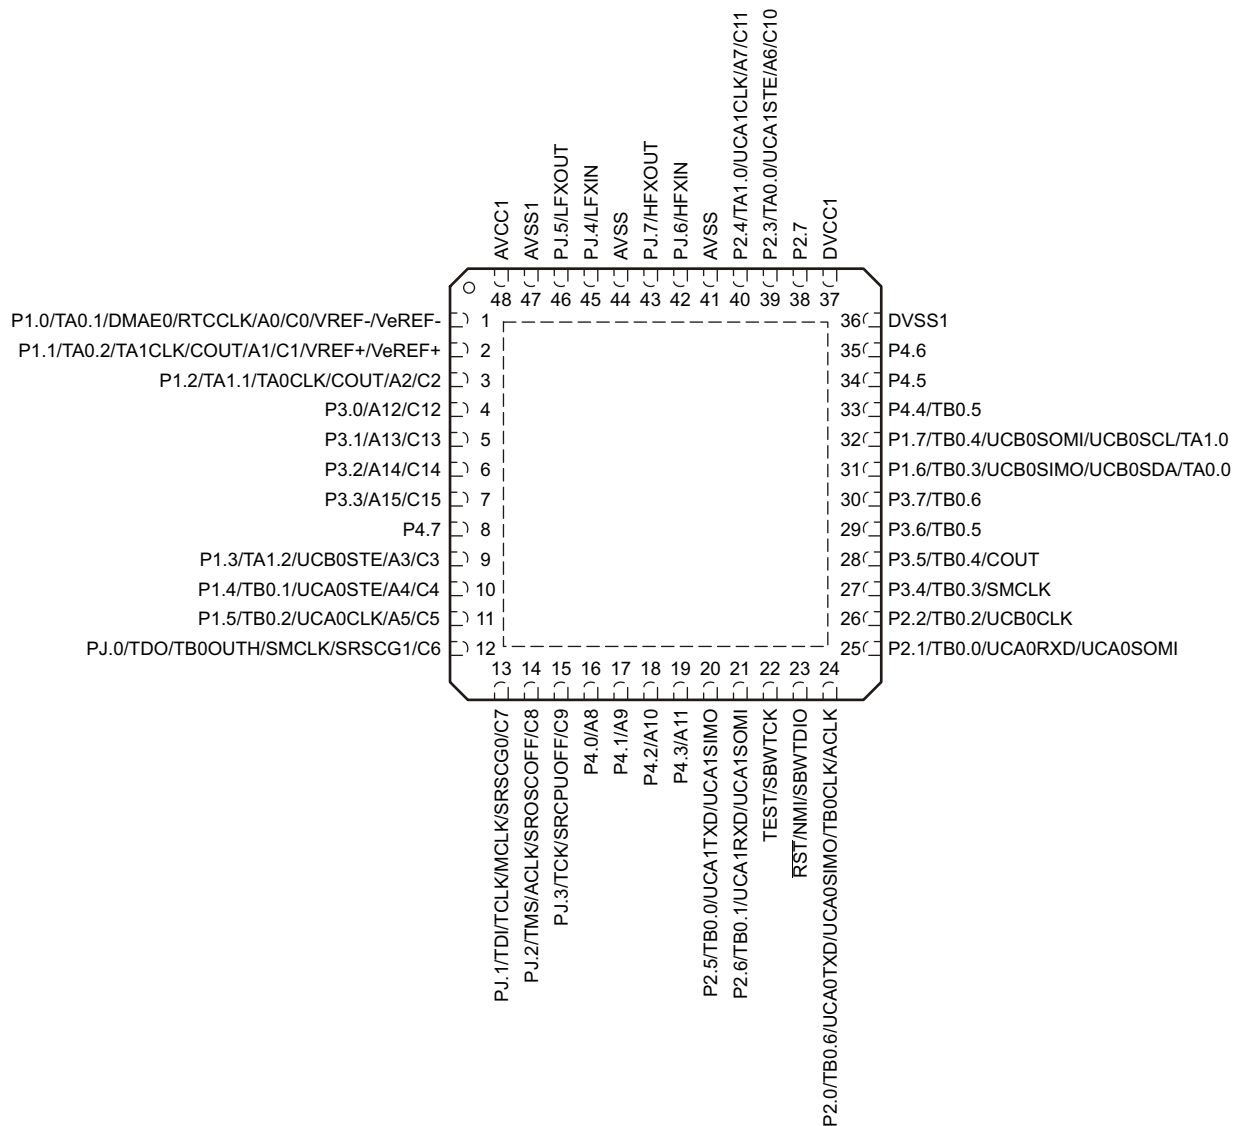 AVCC1
AVSS1
PJ.5/LFXOUT
PJ.4/LFXIN
AVSS
PJ.7/HFXOUT
PJ.6/HFXIN
AVSS
P2.4/TA1.0/UCA1CLK/A7/C11
P2.3/TA0.0/UCA1STE/A6/C10
P2.7
DVCC1
48 47 46 45 44 43 42 41 40 39 38 37
P1.0/TA0.1/DMAE0/RTCCLK/A0/C0/VREF-/VeREF- 1
P1.1/TA0.2/TA1CLK/COUT/A1/C1/VREF+/VeREF+ 2
P1.2/TA1.1/TA0CLK/COUT/A2/C2 3
P3.0/A12/C12 4
P3.1/A13/C13 5
P3.2/A14/C14 6
P3.3/A15/C15 7
P4.7 8
P1.3/TA1.2/UCB0STE/A3/C3 9
P1.4/TB0.1/UCA0STE/A4/C4 10
P1.5/TB0.2/UCA0CLK/A5/C5 11
PJ.0/TDO/TB0OUTH/SMCLK/SRSCG1/C6 12
36 DVSS1
35 P4.6
34 P4.5
33 P4.4/TB0.5
32 P1.7/TB0.4/UCB0SOMI/UCB0SCL/TA1.0
31 P1.6/TB0.3/UCB0SIMO/UCB0SDA/TA0.0
30 P3.7/TB0.6
29 P3.6/TB0.5
28 P3.5/TB0.4/COUT
27 P3.4/TB0.3/SMCLK
26 P2.2/TB0.2/UCB0CLK
25 P2.1/TB0.0/UCA0RXD/UCA0SOMI
13 14 15 16 17 18 19 20 21 22 23 24
PJ.1/TDI/TCLK/MCLK/SRSCG0/C7
PJ.2/TMS/ACLK/SROSCOFF/C8
PJ.3/TCK/SRCPUOFF/C9
P4.0/A8
P4.1/A9
P4.2/A10
P4.3/A11
P2.5/TB0.0/UCA1TXD/UCA1SIMO
P2.6/TB0.1/UCA1RXD/UCA1SOMI
TEST/SBWTCK
RST/NMI/SBWTDIO
P2.0/TB0.6/UCA0TXD/UCA0SIMO/TB0CLK/ACLK